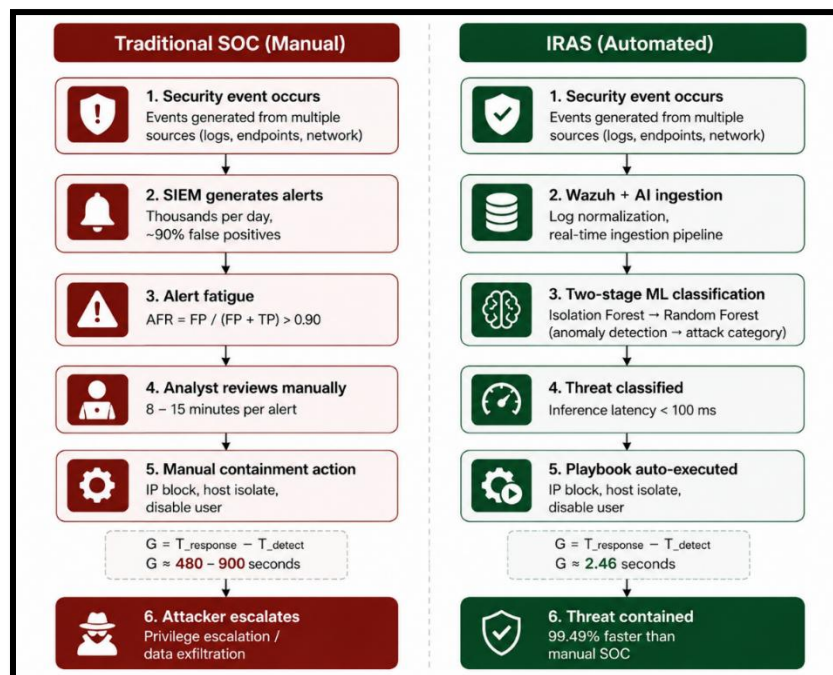 Traditional SOC (Manual)
1. Security event occurs
Events generated from multiple
sources (logs, endpoints, network)
2. SIEM generates alerts
Thousands per day,
~90% false positives
3. Alert fatigue
AFR = FP / (FP + TP) > 0.90
4. Analyst reviews manually
8 – 15 minutes per alert
5. Manual containment action
IP block, host isolate,
disable user
G = T_response − T_detect
G ≈ 480 – 900 seconds
6. Attacker escalates
Privilege escalation /
data exfiltration
IRAS (Automated)
1. Security event occurs
Events generated from multiple
sources (logs, endpoints, network)
2. Wazuh + AI ingestion
Log normalization,
real-time ingestion pipeline
3. Two-stage ML classification
Isolation Forest → Random Forest
(anomaly detection → attack category)
4. Threat classified
Inference latency < 100 ms
5. Playbook auto-executed
IP block, host isolate,
disable user
G = T_response − T_detect
G ≈ 2.46 seconds
6. Threat contained
99.49% faster than
manual SOC